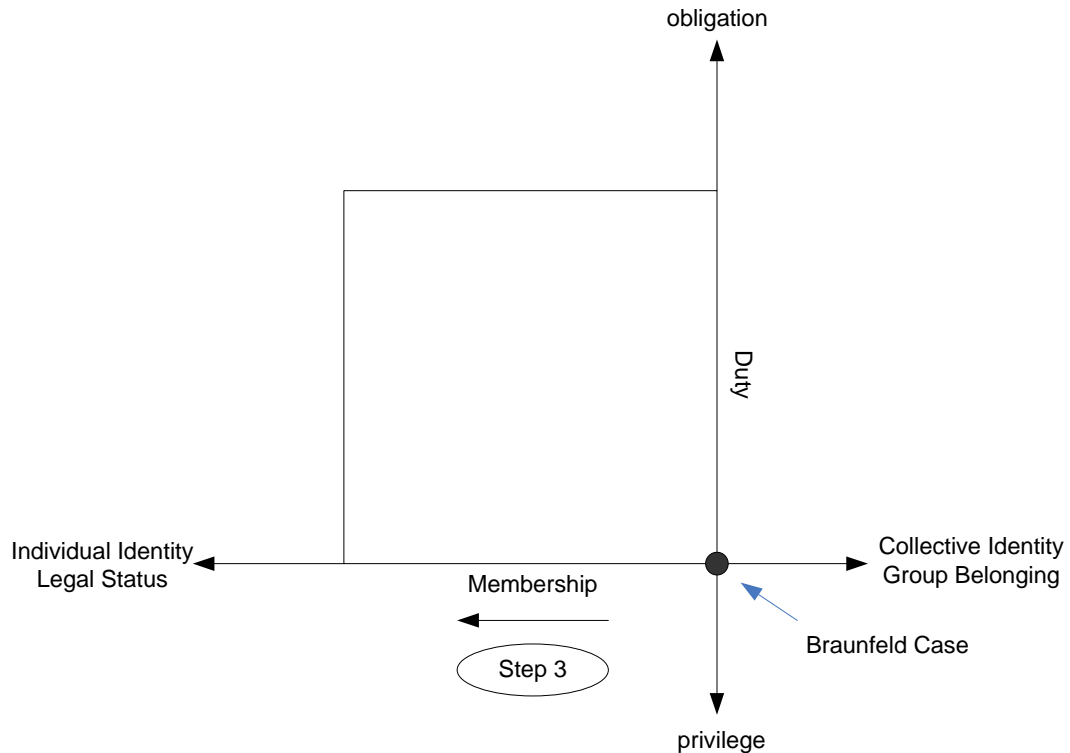 obligation
Duty
Individual Identity
Legal Status
Membership
Collective Identity
Group Belonging
Step 3
Braunfeld Case
privilege